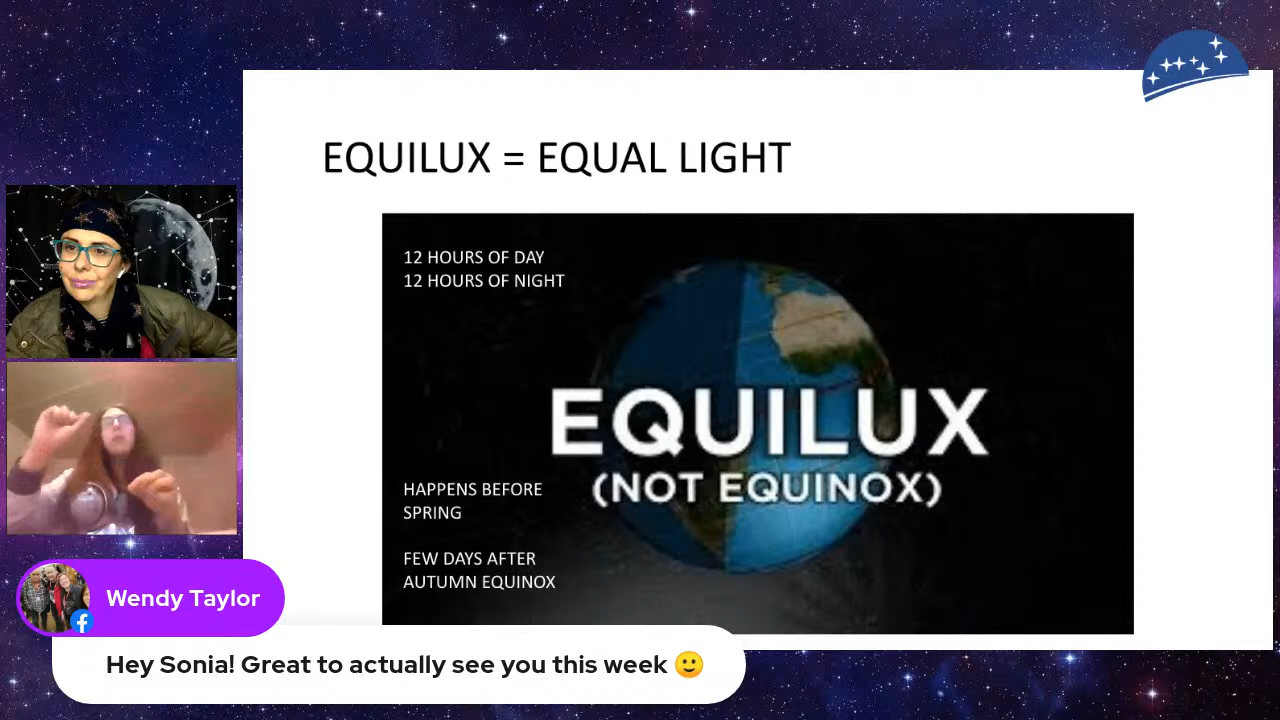 EQUILUX = EQUAL LIGHT
12 HOURS OF DAY
12 HOURS OF NIGHT
EQUILUX
(NOT EQUINOX)
HAPPENS BEFORE
SPRING
FEW DAYS AFTER
AUTUMN EQUINOX
Wendy Taylor
Hey Sonia! Great to actually see you this week 🙂